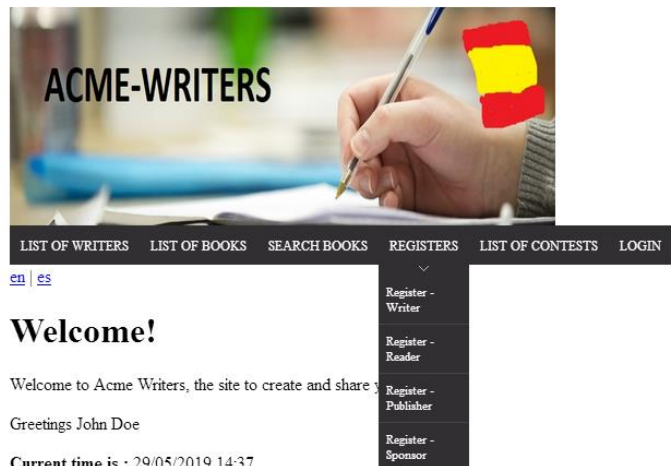 ACME-WRITERS
LIST OF WRITERS LIST OF BOOKS SEARCH BOOKS REGISTERS LIST OF CONTESTS LOGIN
en | es
Register -
Writer
Register -
Reader
Register -
Publisher
Register -
Sponsor
Welcome!
Welcome to Acme Writers, the site to create and share
Greetings John Doe
Current time is : 29/05/2019 14:37